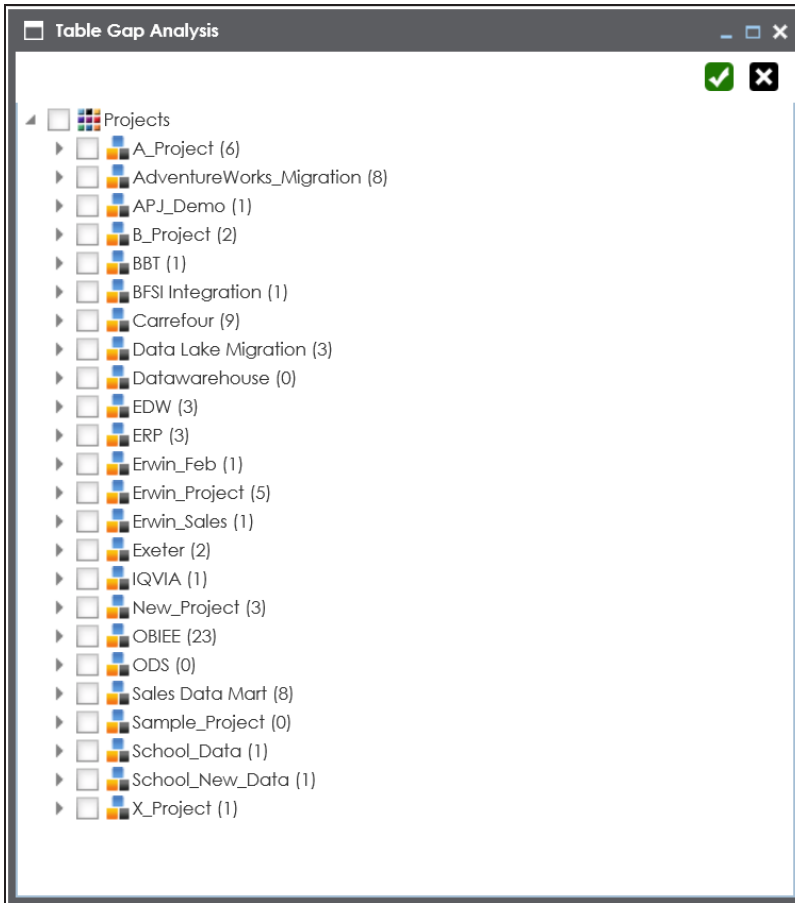 Table Gap Analysis
Projects
A_Project (6)
AdventureWorks_Migration (8)
APJ_Demo (1)
B_Project (2)
BBT (1)
BFSI Integration (1)
Carrefour (9)
Data Lake Migration (3)
Datawarehouse (0)
EDW (3)
ERP (3)
Erwin_Feb (1)
Erwin_Project (5)
Erwin_Sales (1)
Exeter (2)
IQVIA (1)
New_Project (3)
OBIEE (23)
ODS (0)
Sales Data Mart (8)
Sample_Project (0)
School_Data (1)
School_New_Data (1)
X_Project (1)